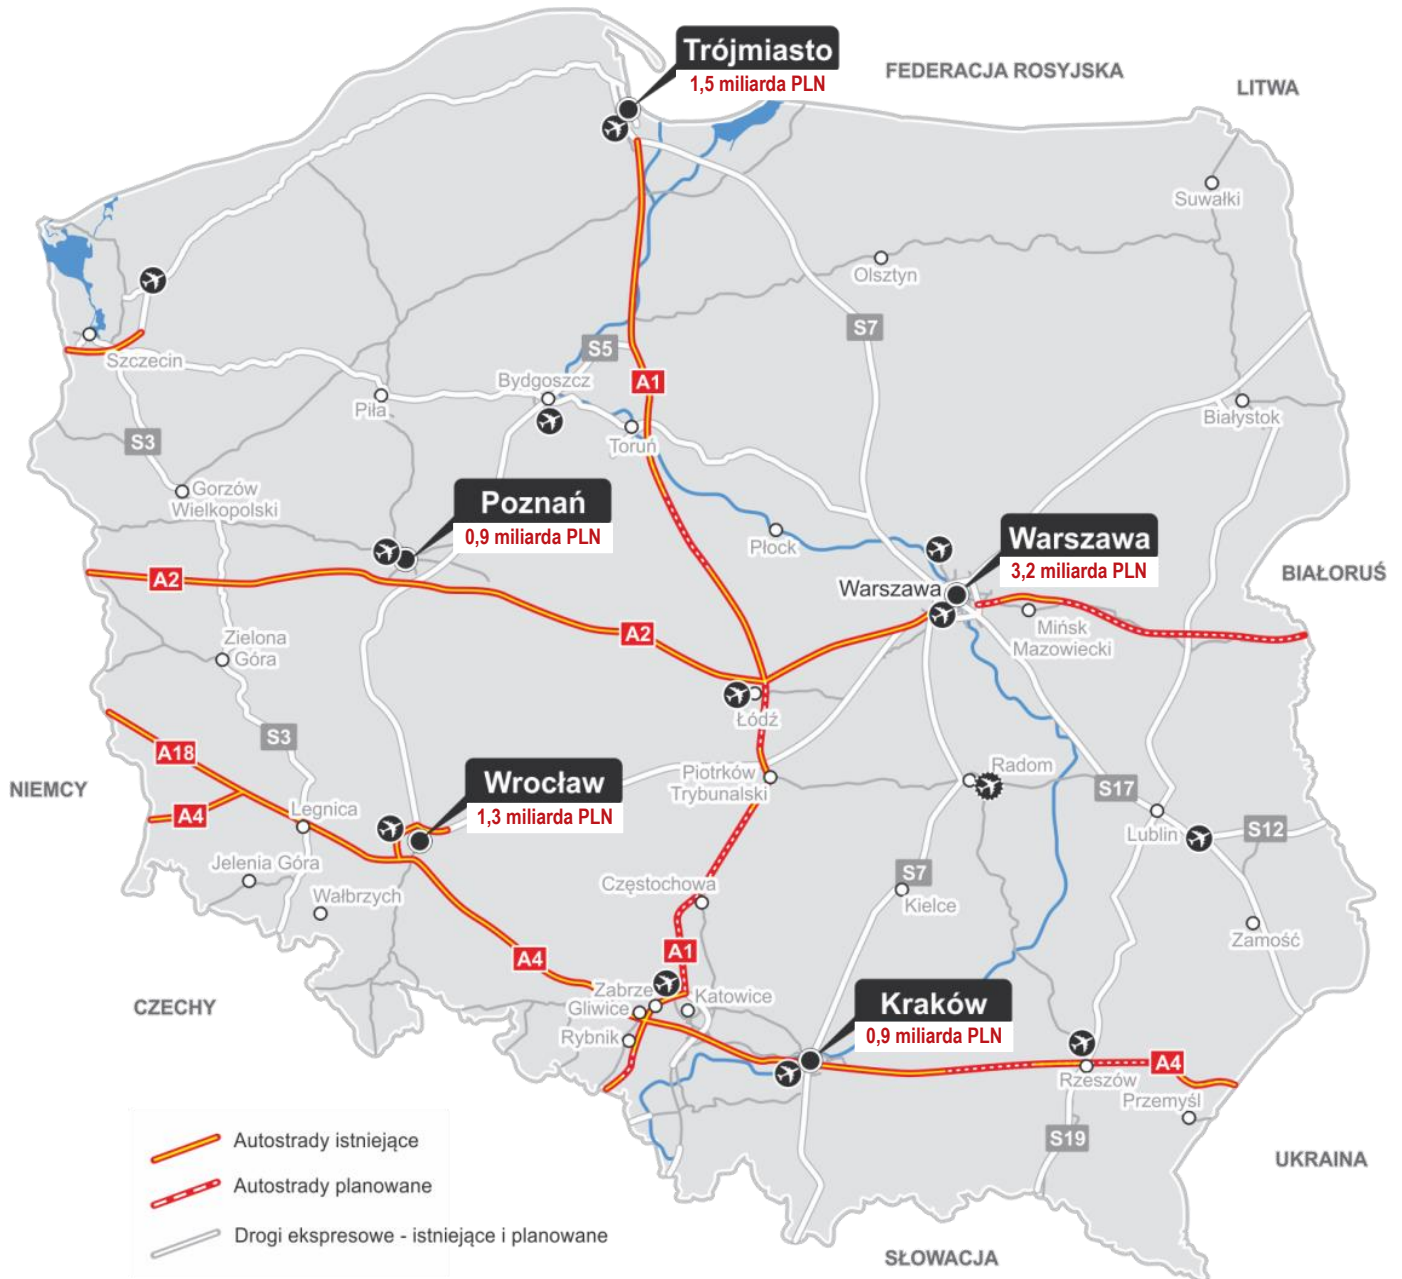 Trójmiasto
1,5 miliarda PLN
FEDERACJA ROSYJSKA
LITWA
Suwałki
Olsztyn
S7
Szczecin
S5
Bydgoszcz
A1
Piła
Białystok
S3
Toruń
Gorzów
Wielkopolski
Poznań
0,9 miliarda PLN
Płock
Warszawa
3,2 miliarda PLN
BIAŁORUŚ
A2
Warszawa
Mińsk
Mazowiecki
A2
Zielona
Góra
Łódź
S3
A18
NIEMCY
Wrocław
1,3 miliarda PLN
Piotrków
Trybunalski
Radom
S17
A4
Legnica
Lublin
S12
Jelenia Góra
Wałbrzych
Częstochowa
S7
Kielce
Zamość
A4
A1
CZECHY
Zabrze
Gliwice
Katowice
Rybnik
Kraków
0,9 miliarda PLN
A4
Rzeszów
Przemyśl
S19
UKRAINA
Autostrady istniejące
Autostrady planowane
Drogi ekspresowe - istniejące i planowane
SŁOWACJA